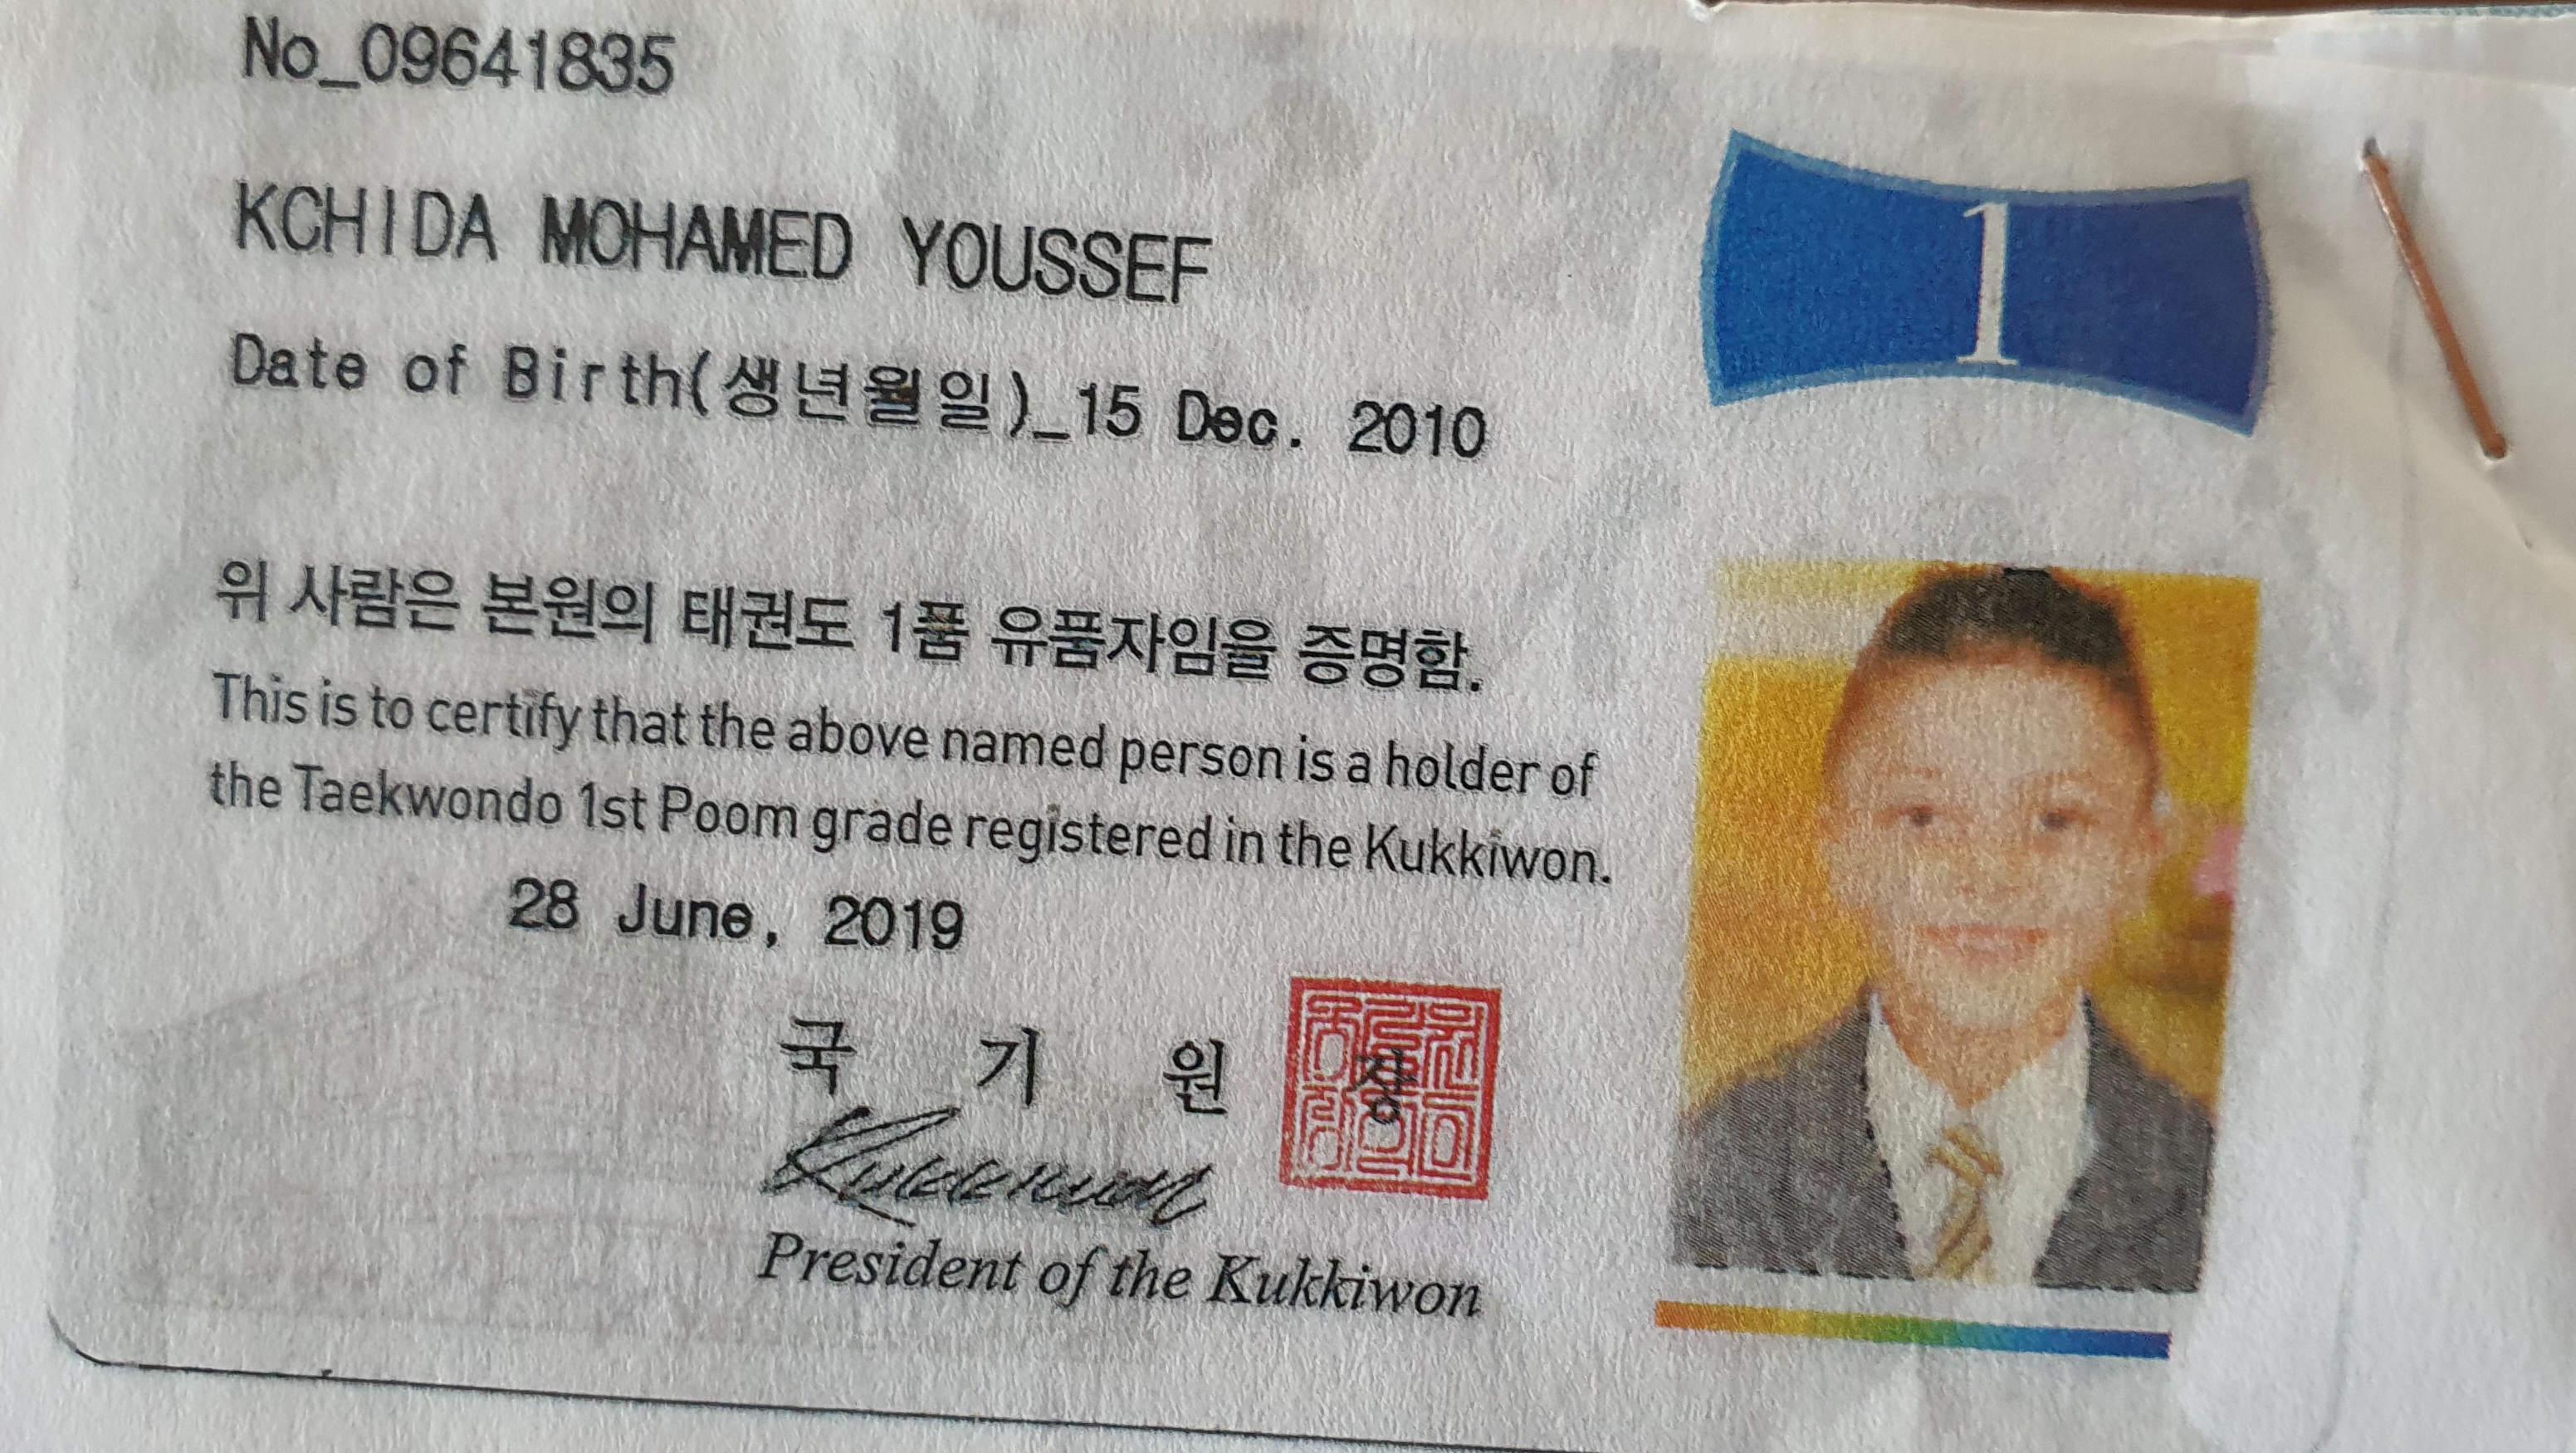 No_09641835
KCHIDA MOHAMED YOUSSEF
1
Date of Birth(생년월일)_15 Dec. 2010
위 사람은 본원의 태권도 1품 유품자임을 증명함.
This is to certify that the above named person is a holder of
the Taekwondo 1st Poom grade registered in the Kukkiwon.
28 June, 2019
국 기 원 장
Kukkiwon
President of the Kukkiwon